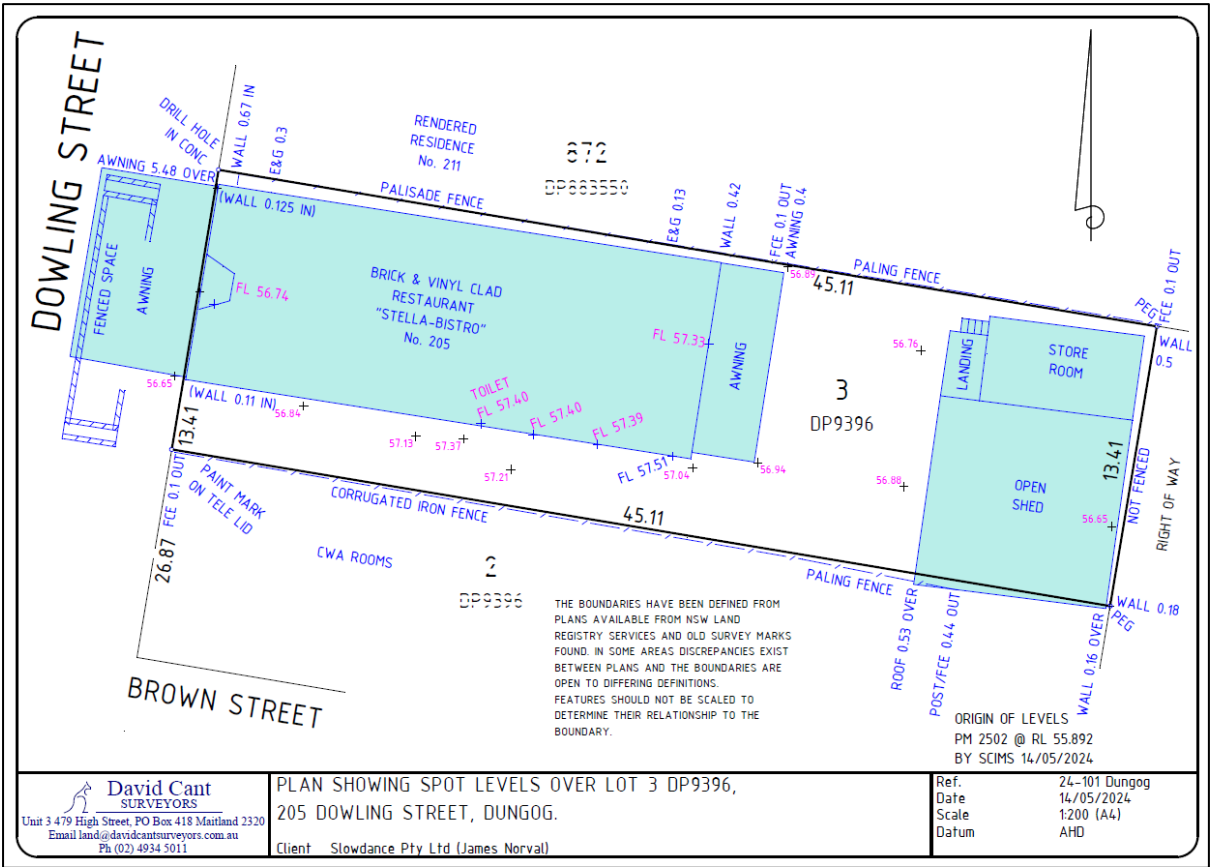 DOWLING STREET
DRILL HOLE
IN CONC
WALL 0.67 IN
E&G 0.3
RENDERED
RESIDENCE
No. 211
872
DP883550
AWNING 5.48 OVER
(WALL 0.125 IN)
PALISADE FENCE
E&G 0.13
WALL 0.42
FCE 0.1 OUT
AWNING 0.4
56.89
45.11
PALING FENCE
PEG
FCE 0.1 OUT
WALL
0.5
FENCED SPACE
AWNING
FL 56.74
BRICK & VINYL CLAD
RESTAURANT
"STELLA-BISTRO"
No. 205
FL 57.33
AWNING
56.76
LANDING
STORE
ROOM
3
DP9396
56.65
(WALL 0.11 IN)
56.84
TOILET
FL 57.40
FL 57.40
FL 57.39
57.13
57.37
57.21
FL 57.51
57.04
56.94
56.88
OPEN
SHED
56.65
13.41
NOT FENCED
RIGHT OF WAY
13.41
FCE 0.1 OUT
PAINT MARK
ON TELE LID
CORRUGATED IRON FENCE
45.11
PALING FENCE
26.87
CWA ROOMS
2
DP9396
ROOF 0.53 OVER
POST/FCE 0.44 OUT
WALL 0.16 OVER
PEG
WALL 0.18
BROWN STREET
THE BOUNDARIES HAVE BEEN DEFINED FROM
PLANS AVAILABLE FROM NSW LAND
REGISTRY SERVICES AND OLD SURVEY MARKS
FOUND. IN SOME AREAS DISCREPANCIES EXIST
BETWEEN PLANS AND THE BOUNDARIES ARE
OPEN TO DIFFERING DEFINITIONS.
FEATURES SHOULD NOT BE SCALED TO
DETERMINE THEIR RELATIONSHIP TO THE
BOUNDARY.
ORIGIN OF LEVELS
PM 2502 @ RL 55.892
BY SCIMS 14/05/2024
David Cant
SURVEYORS
Unit 3 479 High Street, PO Box 418 Maitland 2320
Email land@davidcantsurveyors.com.au
Ph (02) 4934 5011
PLAN SHOWING SPOT LEVELS OVER LOT 3 DP9396,
205 DOWLING STREET, DUNGOG.
Client Slowdance Pty Ltd (James Norval)
Ref. 24-101 Dungog
Date 14/05/2024
Scale 1:200 (A4)
Datum AHD